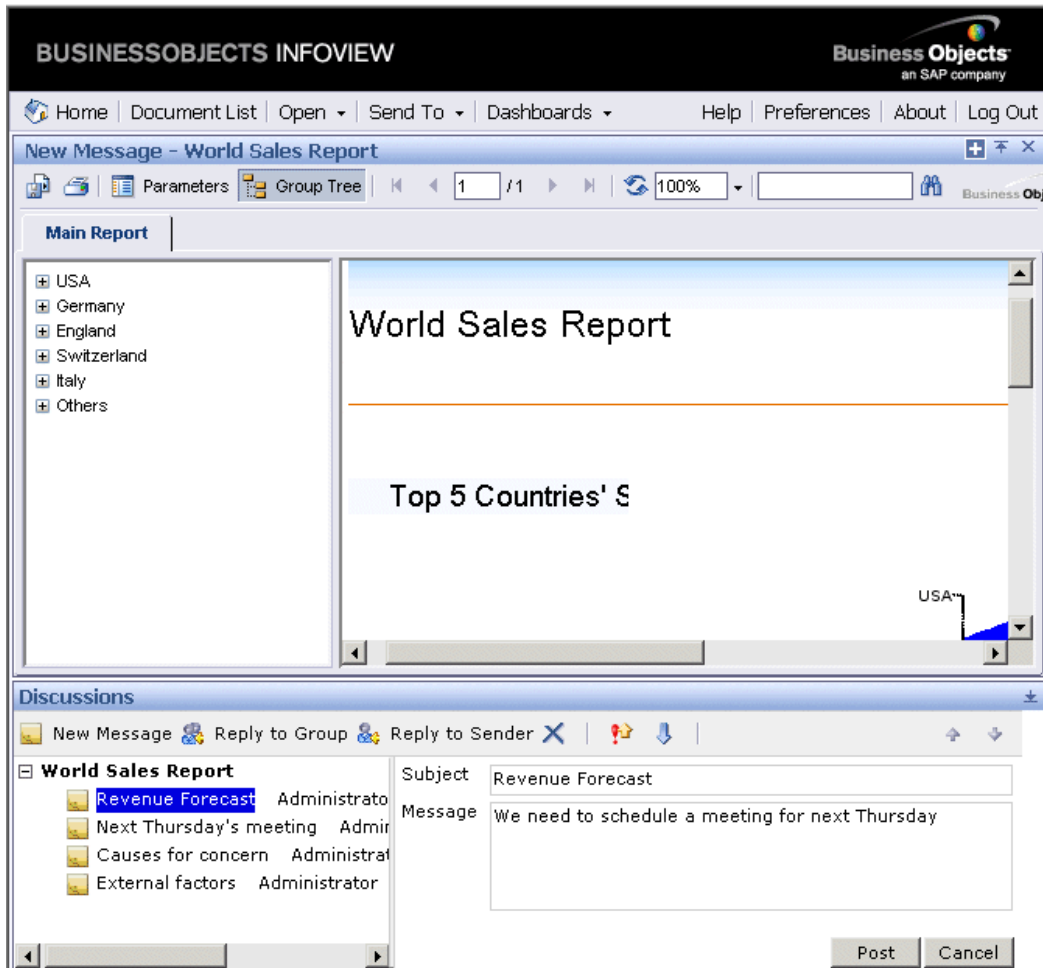 BUSINESSOBJECTS INFOVIEW
Business Objects
an SAP company
Home Document List Open Send To Dashboards Help Preferences About Log Out
New Message - World Sales Report
Parameters Group Tree 1 /1 100% Business Obj
Main Report
USA
Germany
England
Switzerland
Italy
Others
World Sales Report
Top 5 Countries' S
USA
Discussions
New Message Reply to Group Reply to Sender
World Sales Report
Revenue Forecast Administrato
Next Thursday's meeting Admin
Causes for concern Administrat
External factors Administrator
Subject Revenue Forecast
Message We need to schedule a meeting for next Thursday
Post Cancel